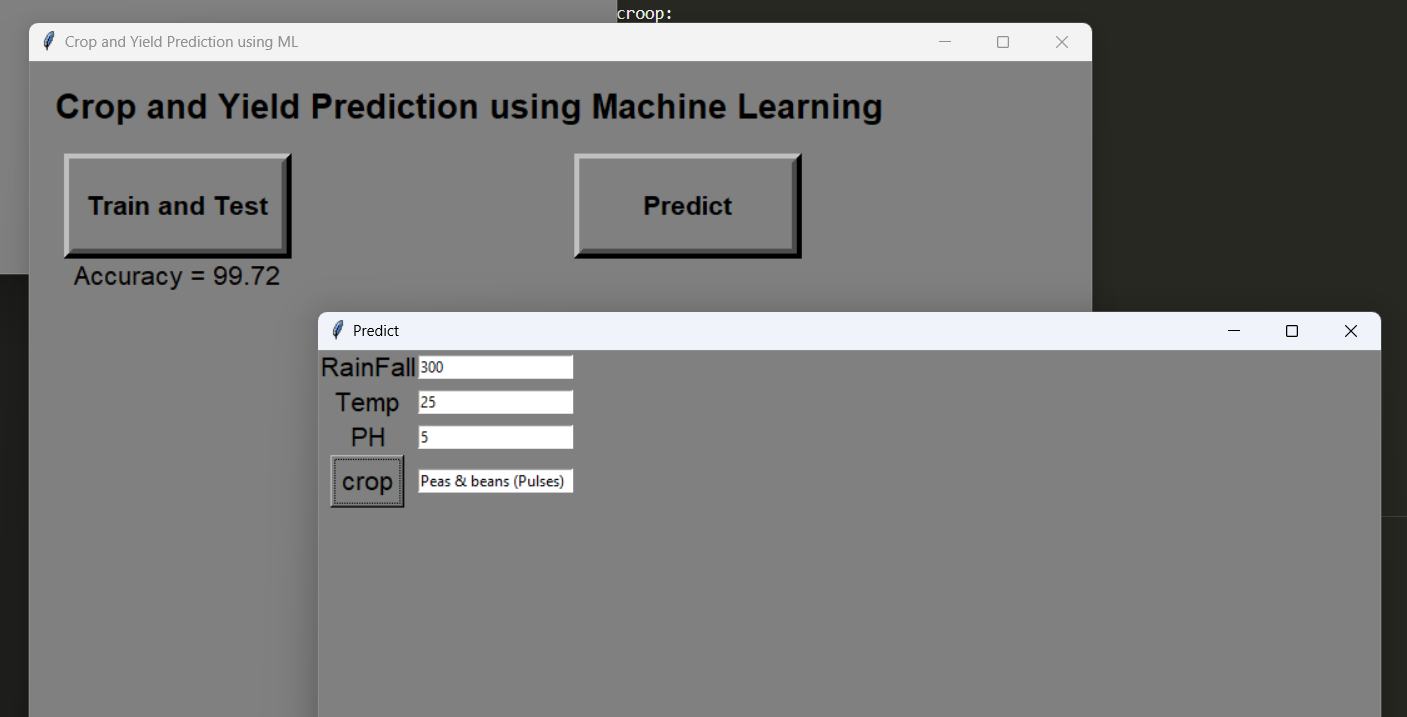 croop:
Crop and Yield Prediction using ML
Crop and Yield Prediction using Machine Learning
Train and Test
Predict
Accuracy = 99.72
Predict
RainFall 300
Temp 25
PH 5
crop Peas & beans (Pulses)